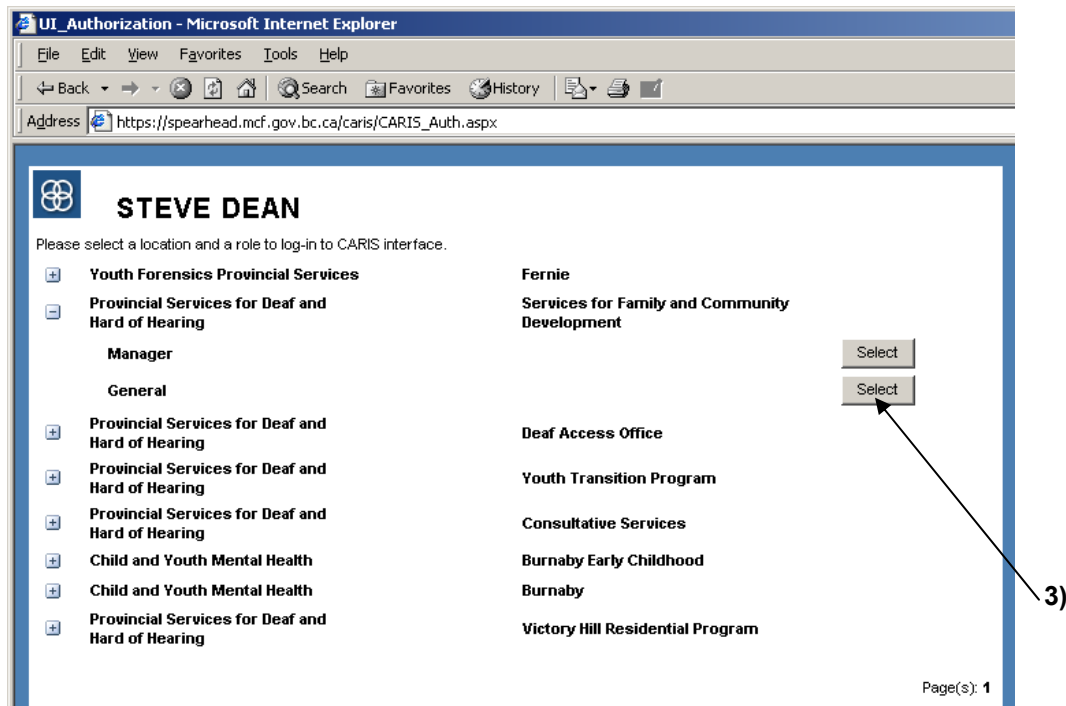 UI_Authorization - Microsoft Internet Explorer
File Edit View Favorites Tools Help
Back Search Favorites History
Address https://spearhead.mcf.gov.bc.ca/caris/CARIS_Auth.aspx
STEVE DEAN
Please select a location and a role to log-in to CARIS interface.
Youth Forensics Provincial Services Fernie
Provincial Services for Deaf and Services for Family and Community
Hard of Hearing Development
Manager Select
General Select
Provincial Services for Deaf and
Hard of Hearing Deaf Access Office
Provincial Services for Deaf and
Hard of Hearing Youth Transition Program
Provincial Services for Deaf and
Hard of Hearing Consultative Services
Child and Youth Mental Health Burnaby Early Childhood
Child and Youth Mental Health Burnaby
3)
Provincial Services for Deaf and
Hard of Hearing Victory Hill Residential Program
Page(s): 1